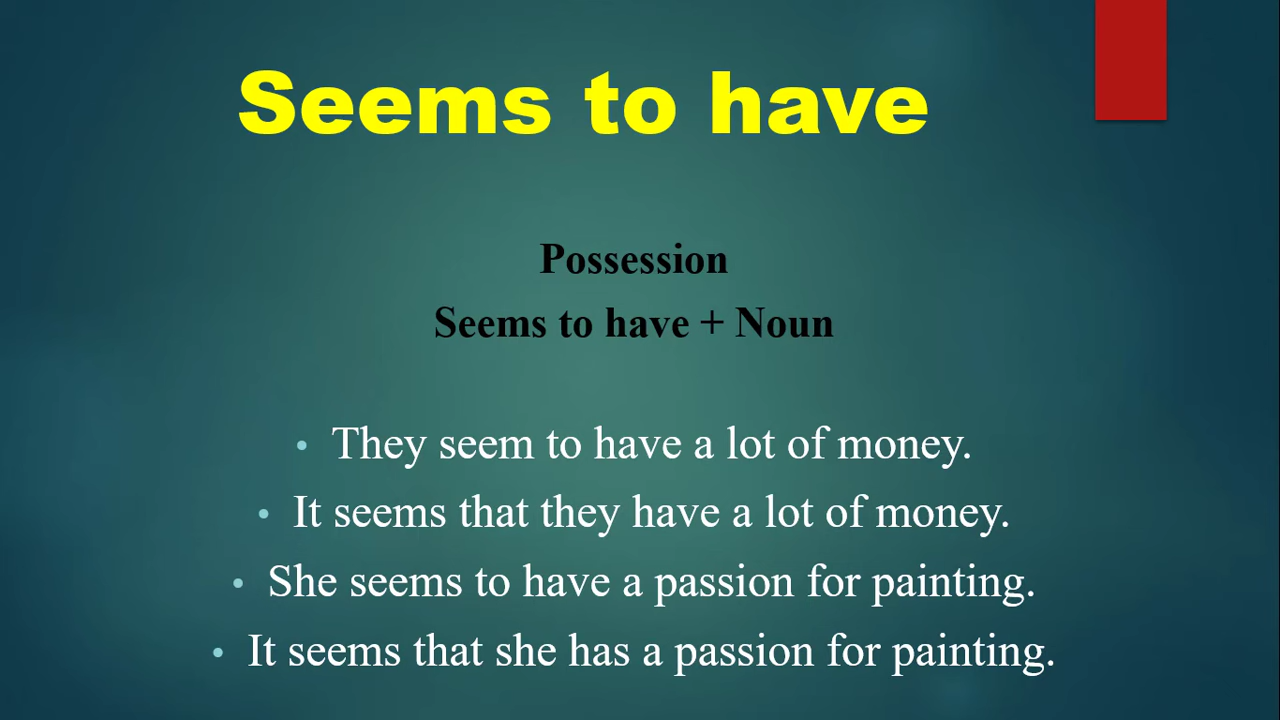 Seems to have
Possession
Seems to have + Noun
• They seem to have a lot of money.
• It seems that they have a lot of money.
• She seems to have a passion for painting.
• It seems that she has a passion for painting.